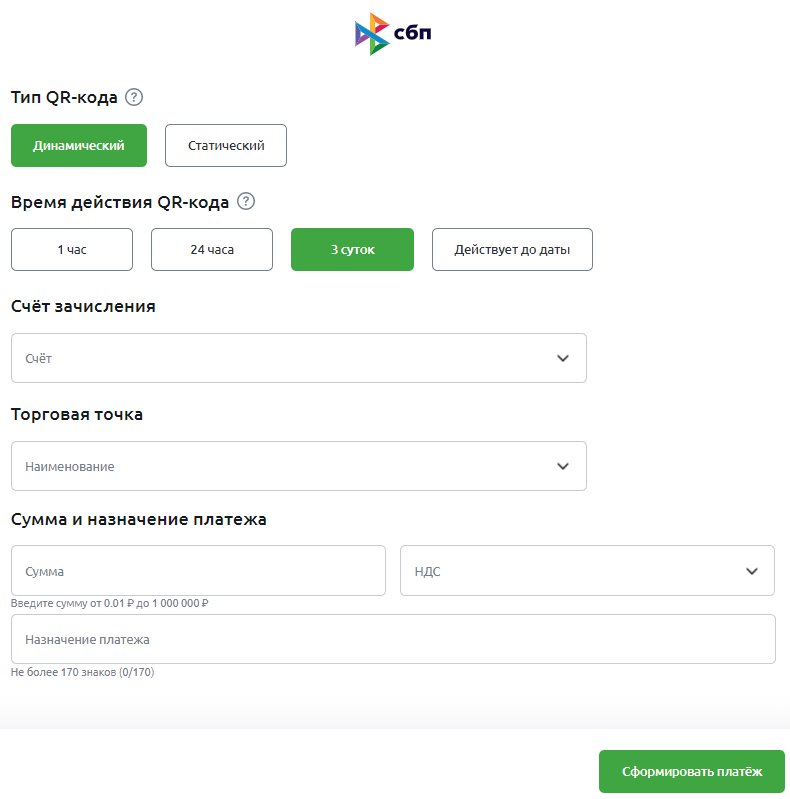 сбп
Тип QR-кода ?
Динамический Статический
Время действия QR-кода ?
1 час 24 часа 3 суток Действует до даты
Счёт зачисления
Счёт
Торговая точка
Наименование
Сумма и назначение платежа
Сумма НДС
Введите сумму от 0.01 ₽ до 1 000 000 ₽
Назначение платежа
Не более 170 знаков (0/170)
Сформировать платёж